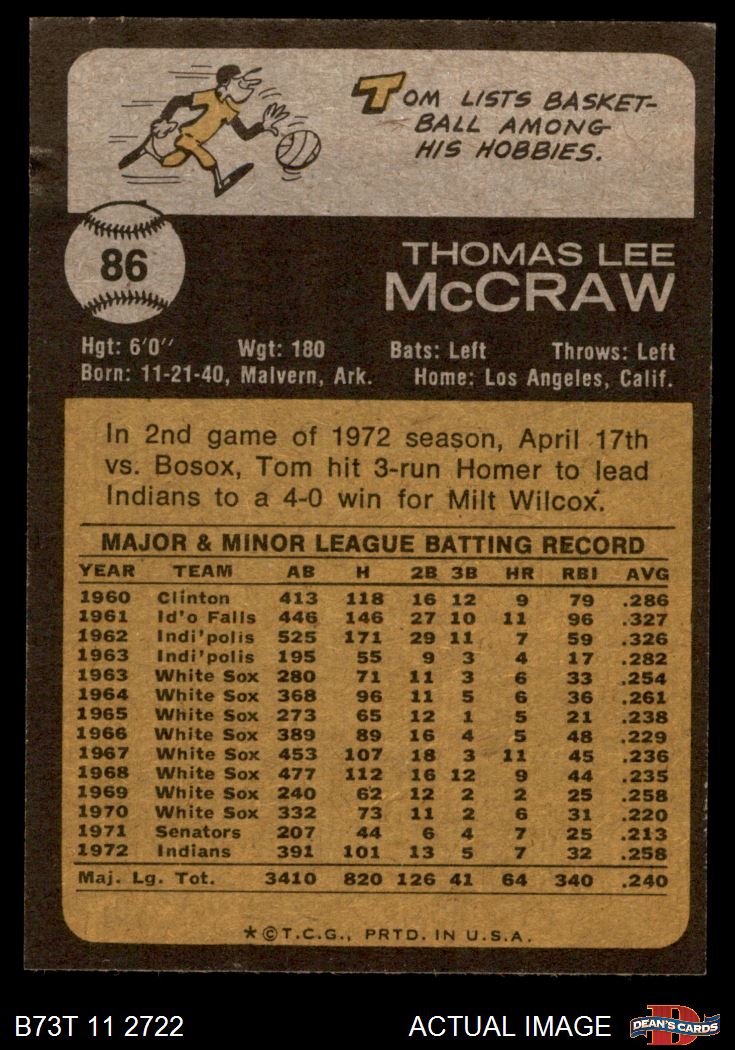 TOM LISTS BASKET-
BALL AMONG
HIS HOBBIES.
86
THOMAS LEE
McCRAW
Hgt: 6'0" Wgt: 180 Bats: Left Throws: Left
Born: 11-21-40, Malvern, Ark. Home: Los Angeles, Calif.
In 2nd game of 1972 season, April 17th
vs. Bosox, Tom hit 3-run Homer to lead
Indians to a 4-0 win for Milt Wilcox.
MAJOR & MINOR LEAGUE BATTING RECORD
YEAR TEAM AB H 2B 3B HR RBI AVG
1960 Clinton 413 118 16 12 9 79 .286
1961 Id'o Falls 446 146 27 10 11 96 .327
1962 Indi'polis 525 171 29 11 7 59 .326
1963 Indi'polis 195 55 9 3 4 17 .282
1963 White Sox 280 71 11 3 6 33 .254
1964 White Sox 368 96 11 5 6 36 .261
1965 White Sox 273 65 12 1 5 21 .238
1966 White Sox 389 89 16 4 5 48 .229
1967 White Sox 453 107 18 3 11 45 .236
1968 White Sox 477 112 16 12 9 44 .235
1969 White Sox 240 62 12 2 2 25 .258
1970 White Sox 332 73 11 2 6 31 .220
1971 Senators 207 44 6 4 7 25 .213
1972 Indians 391 101 13 5 7 32 .258
Maj. Lg. Tot. 3410 820 126 41 64 340 .240
*©T.C.G., PRTD. IN U.S.A.
B73T 11 2722 ACTUAL IMAGE D DEAN'S CARDS